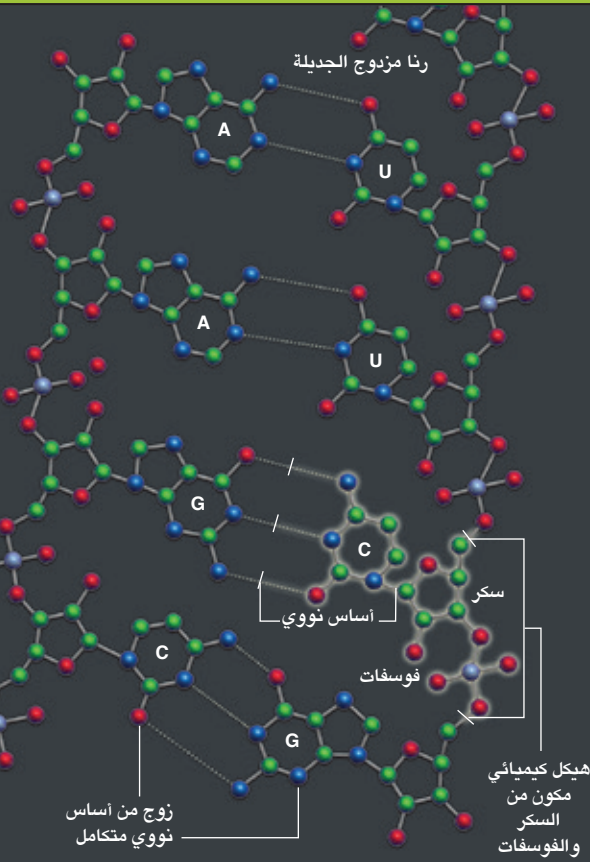 رنا مزدوج الجديلة
A
U
A
U
G
C
سكر
أساس نووي
فوسفات
C
G
هيكل كيميائي
مكون من
السكر
والفوسفات
زوج من أساس
نووي متكامل